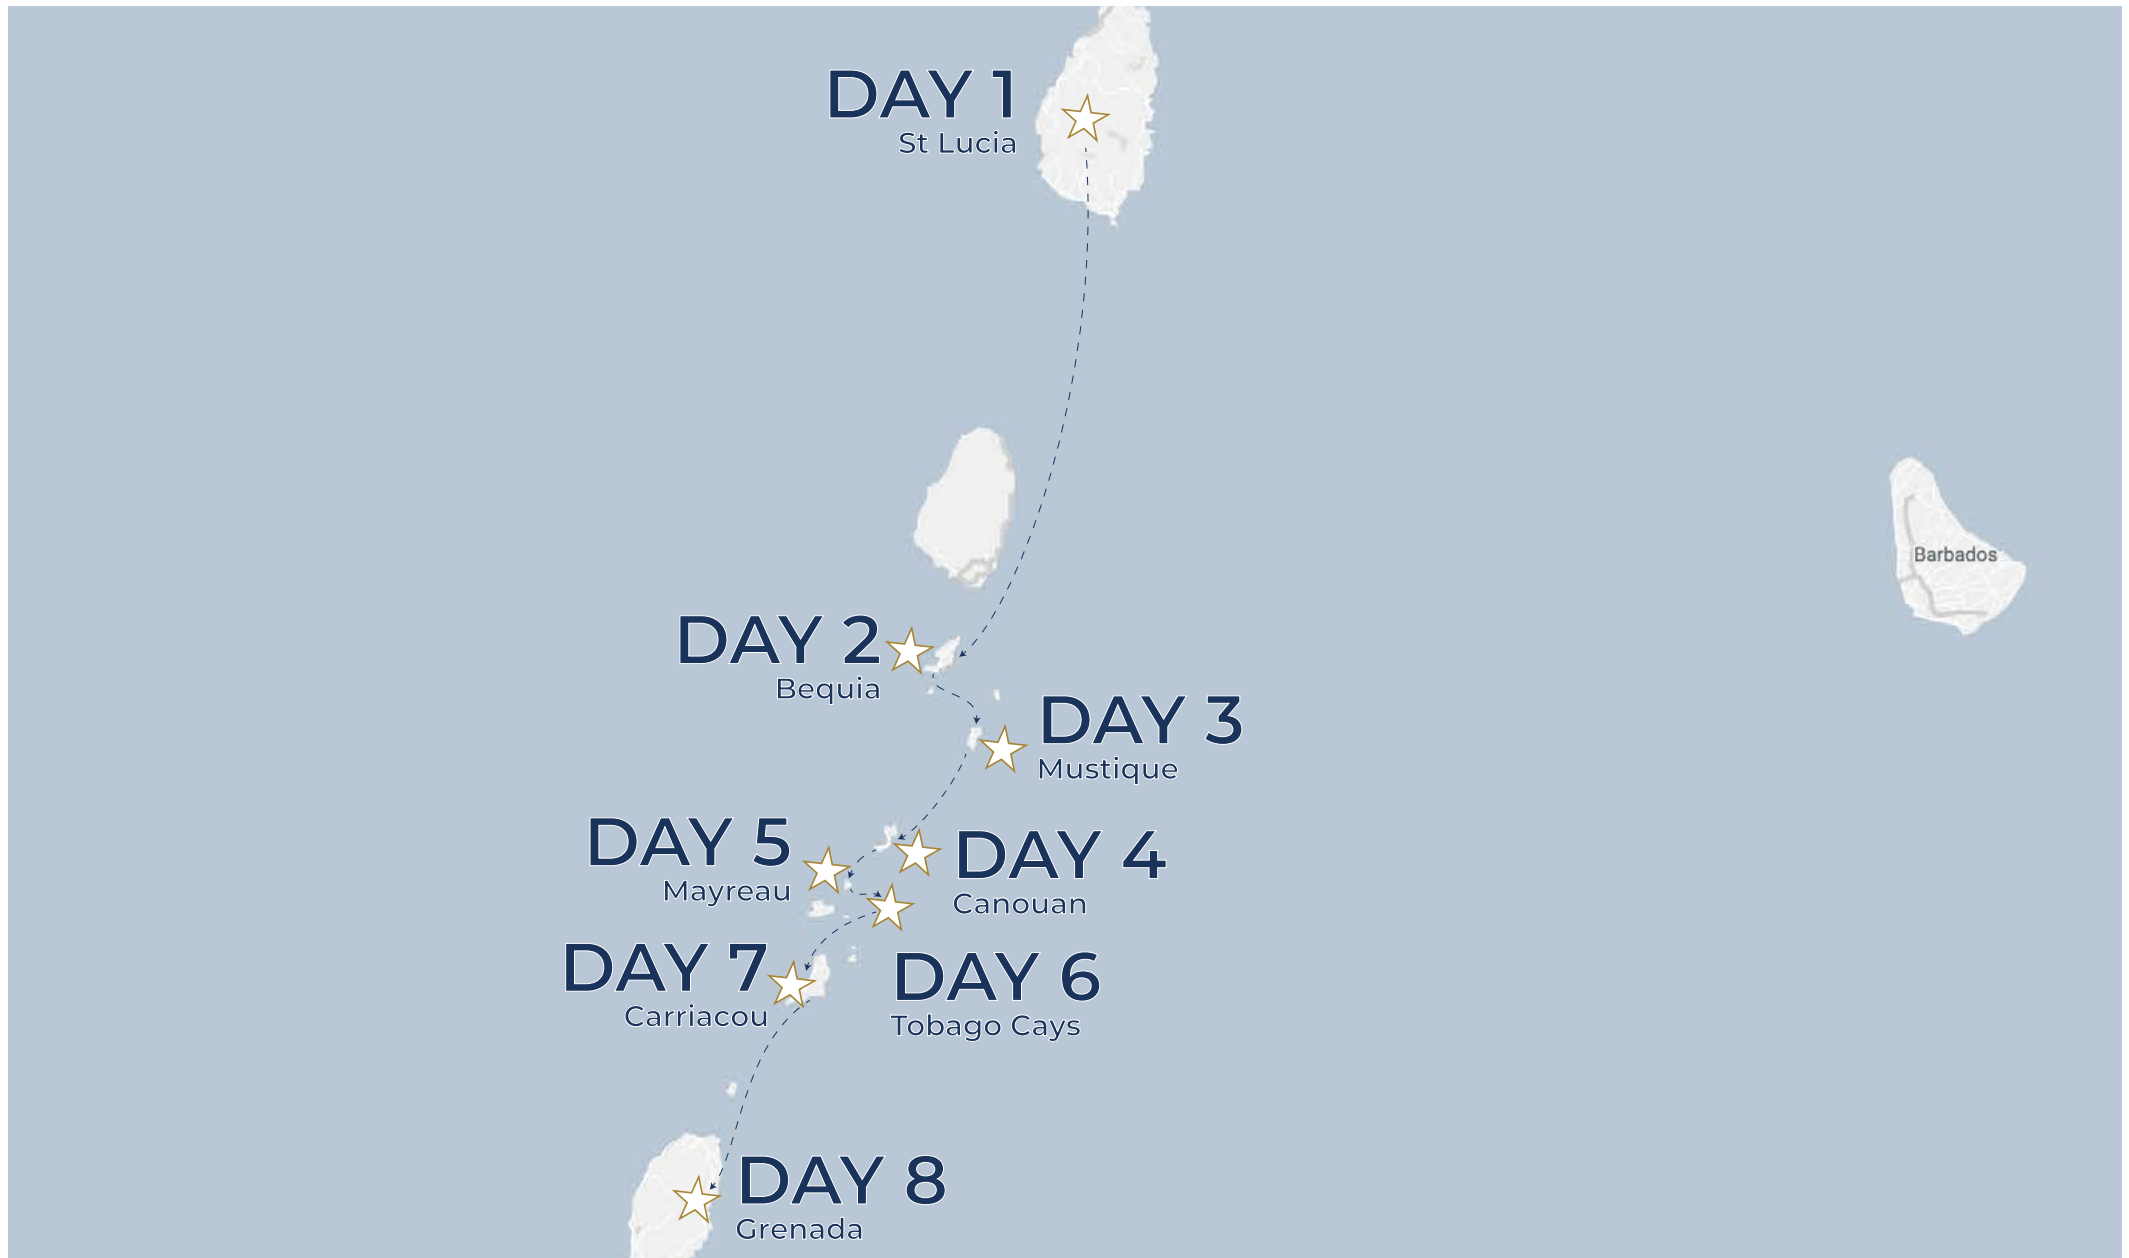 DAY 1
St Lucia
Barbados
DAY 2
Bequia
DAY 3
Mustique
DAY 5
Mayreau
DAY 4
Canouan
DAY 7
Carriacou
DAY 6
Tobago Cays
DAY 8
Grenada